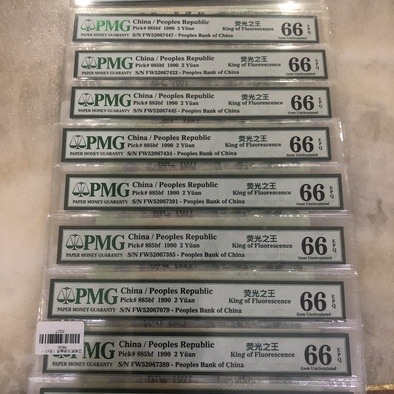 PMG China / Peoples Republic 荧光之王 66 EPQ
PAPER MONEY GUARANTY Pick# 885bf 1990 2 Yüan King of Fluorescence
S/N FW52067447 - Peoples Bank of China Gem Uncirculated
PMG China / Peoples Republic 荧光之王 66 EPQ
PAPER MONEY GUARANTY Pick# 885bf 1990 2 Yüan King of Fluorescence
S/N FW52067423 - Peoples Bank of China Gem Uncirculated
PMG China / Peoples Republic 荧光之王 66 EPQ
PAPER MONEY GUARANTY Pick# 885bf 1990 2 Yüan King of Fluorescence
S/N FW52067445 - Peoples Bank of China Gem Uncirculated
PMG China / Peoples Republic 荧光之王 66 EPQ
PAPER MONEY GUARANTY Pick# 885bf 1990 2 Yüan King of Fluorescence
S/N FW52067434 - Peoples Bank of China Gem Uncirculated
PMG China / Peoples Republic 荧光之王 66 EPQ
PAPER MONEY GUARANTY Pick# 885bf 1990 2 Yüan King of Fluorescence
S/N FW52067391 - Peoples Bank of China Gem Uncirculated
PMG China / Peoples Republic 荧光之王 66 EPQ
PAPER MONEY GUARANTY Pick# 885bf 1990 2 Yüan King of Fluorescence
S/N FW52067385 - Peoples Bank of China Gem Uncirculated
PMG China / Peoples Republic 荧光之王 66 EPQ
PAPER MONEY GUARANTY Pick# 885bf 1990 2 Yüan King of Fluorescence
S/N FW52067079 - Peoples Bank of China Gem Uncirculated
PMG China / Peoples Republic 荧光之王 66 EPQ
Pick# 885bf 1990 2 Yüan King of Fluorescence
S/N FW52067389 - Peoples Bank of China Gem Uncirculated